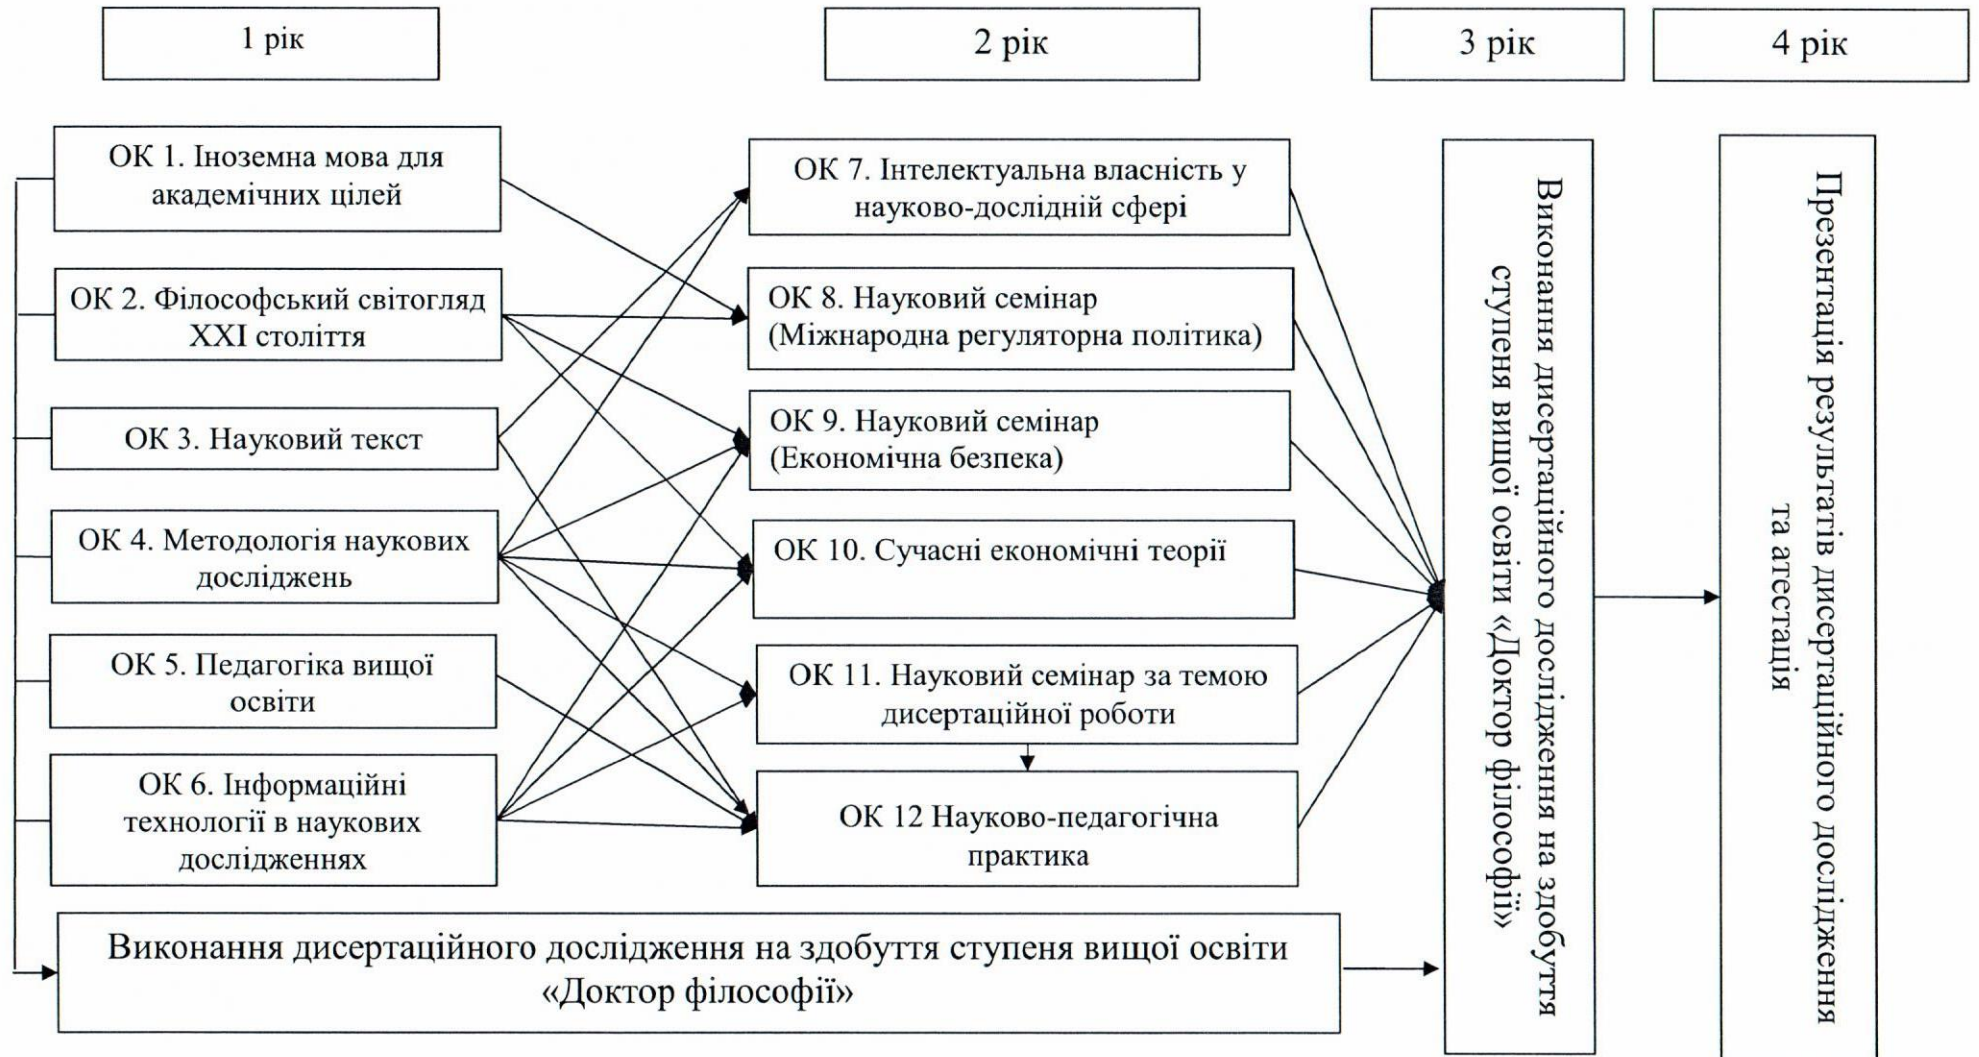 1 рік
2 рік
3 рік
4 рік
ОК 1. Іноземна мова для
академічних цілей
ОК 2. Філософський світогляд
ХХІ століття
ОК 3. Науковий текст
ОК 4. Методологія наукових
досліджень
ОК 5. Педагогіка вищої
освіти
ОК 6. Інформаційні
технології в наукових
дослідженнях
ОК 7. Інтелектуальна власність у
науково-дослідній сфері
ОК 8. Науковий семінар
(Міжнародна регуляторна політика)
ОК 9. Науковий семінар
(Економічна безпека)
ОК 10. Сучасні економічні теорії
ОК 11. Науковий семінар за темою
дисертаційної роботи
ОК 12 Науково-педагогічна
практика
Виконання дисертаційного дослідження на здобуття ступеня вищої освіти
«Доктор філософії»
Виконання дисертаційного дослідження на здобуття
ступеня вищої освіти «Доктор філософії»
Презентація результатів дисертаційного дослідження
та атестація